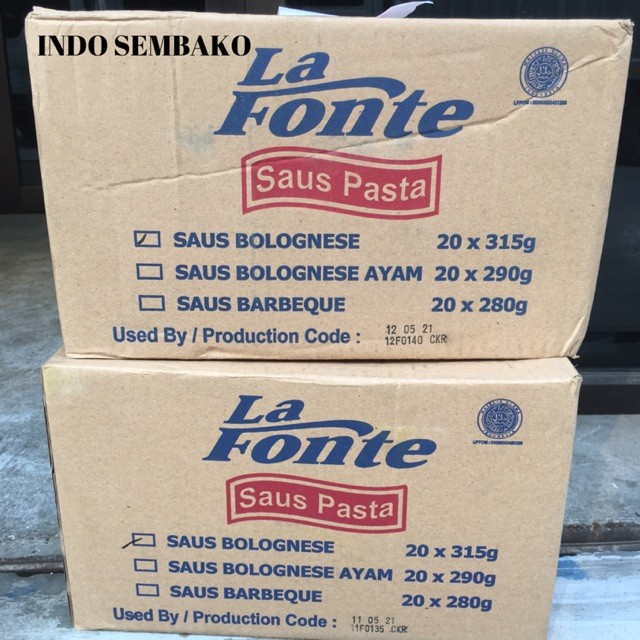 INDO SEMBAKO
La
Fonte
Saus Pasta
SAUS BOLOGNESE 20 x 315g
SAUS BOLOGNESE AYAM 20 x 290g
SAUS BARBEQUE 20 x 280g
Used By / Production Code : 12 05 21
12F0140 CKR
La
Fonte
Saus Pasta
SAUS BOLOGNESE 20 x 315g
SAUS BOLOGNESE AYAM 20 x 290g
SAUS BARBEQUE 20 x 280g
Used By / Production Code : 11 05 21
11F0135 CKR